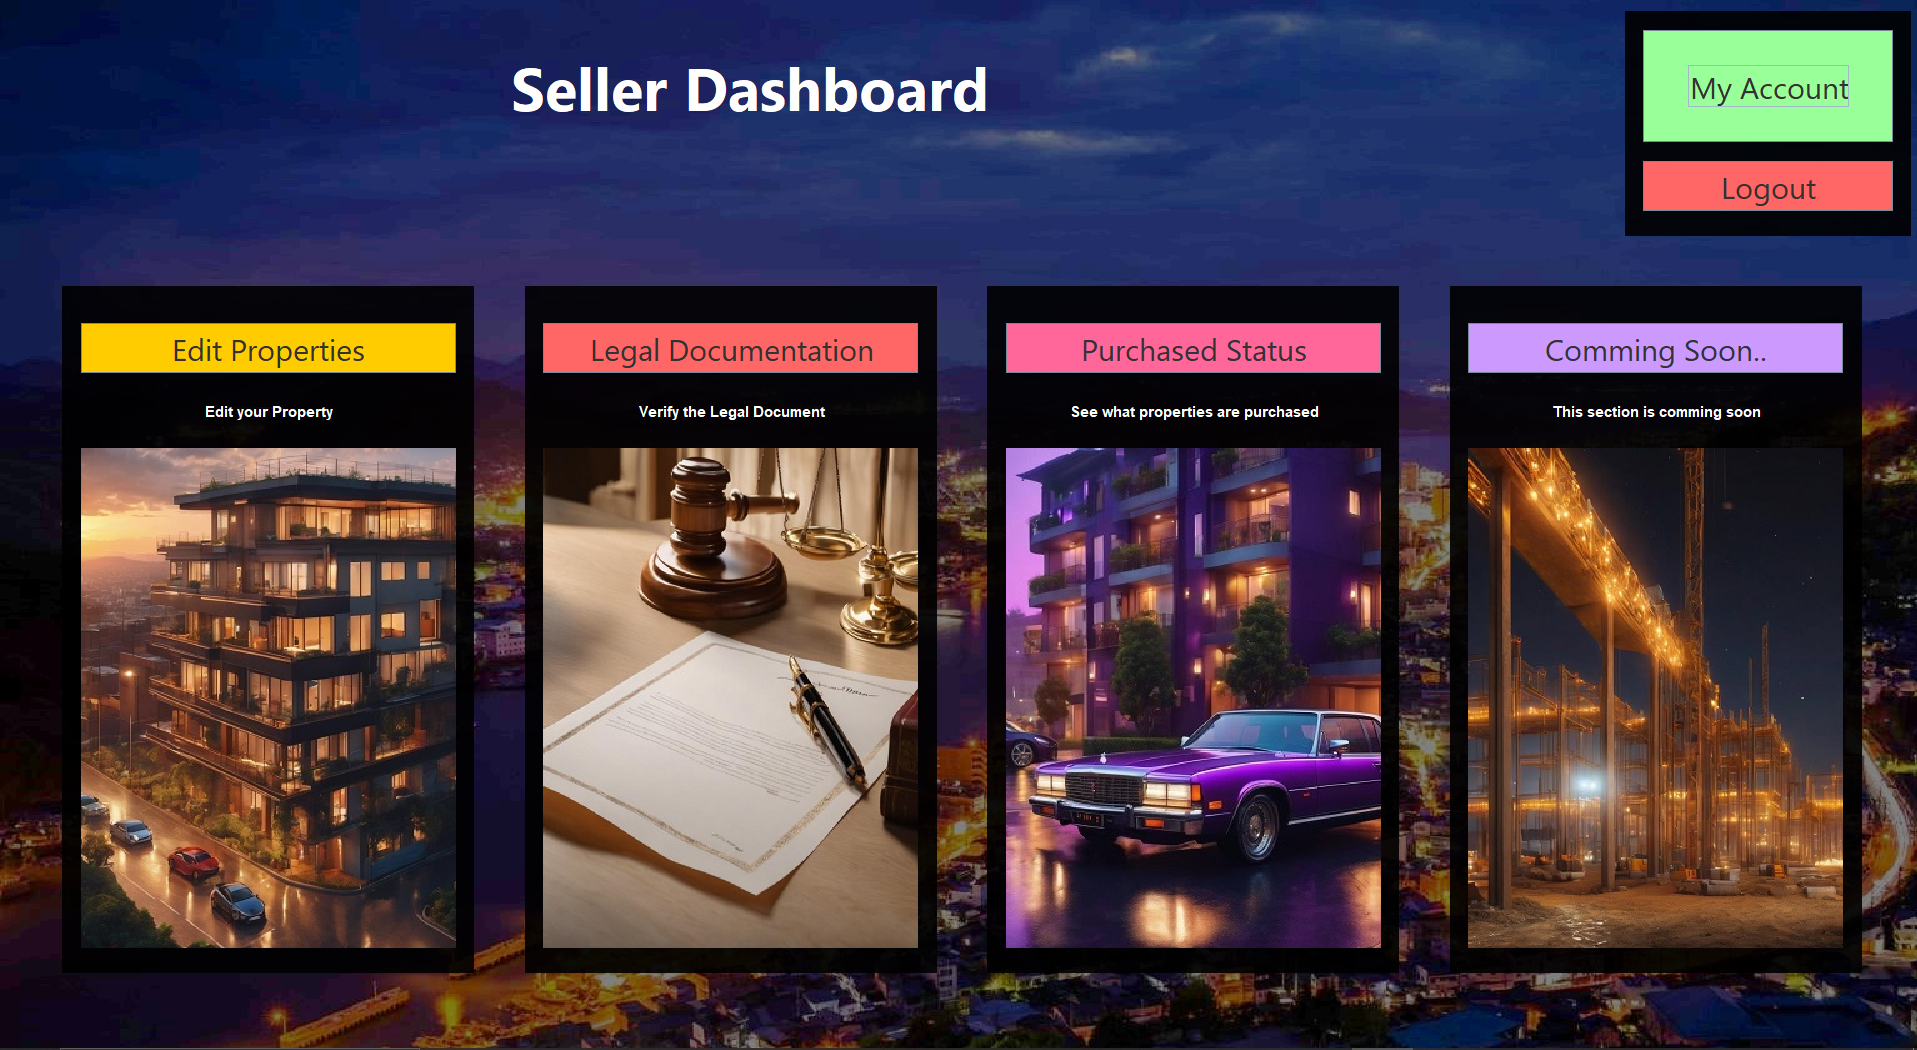 Seller Dashboard
My Account
Logout
Edit Properties
Edit your Property
Legal Documentation
Verify the Legal Document
Purchased Status
See what properties are purchased
Comming Soon..
This section is comming soon